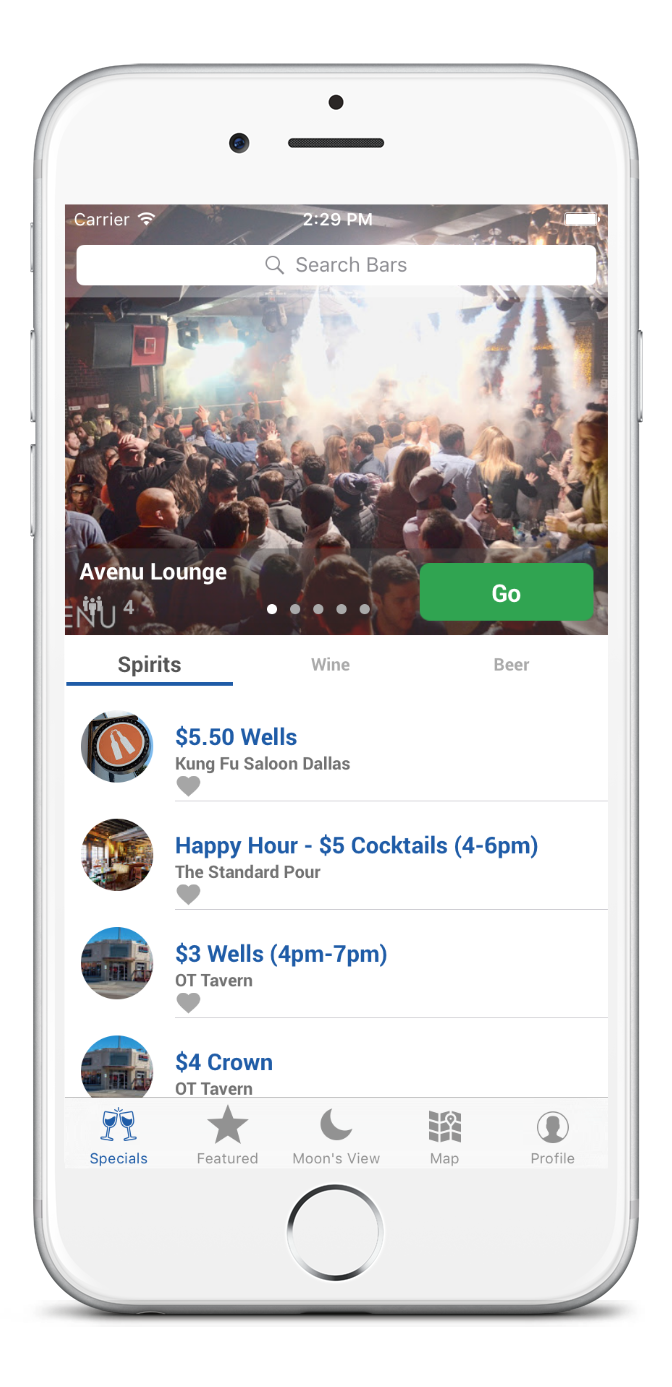 Carrier 2:29 PM
Search Bars
Avenu Lounge
ENU 4
Go
Spirits Wine Beer
$5.50 Wells
Kung Fu Saloon Dallas
Happy Hour - $5 Cocktails (4-6pm)
The Standard Pour
$3 Wells (4pm-7pm)
OT Tavern
$4 Crown
OT Tavern
Specials Featured Moon's View Map Profile